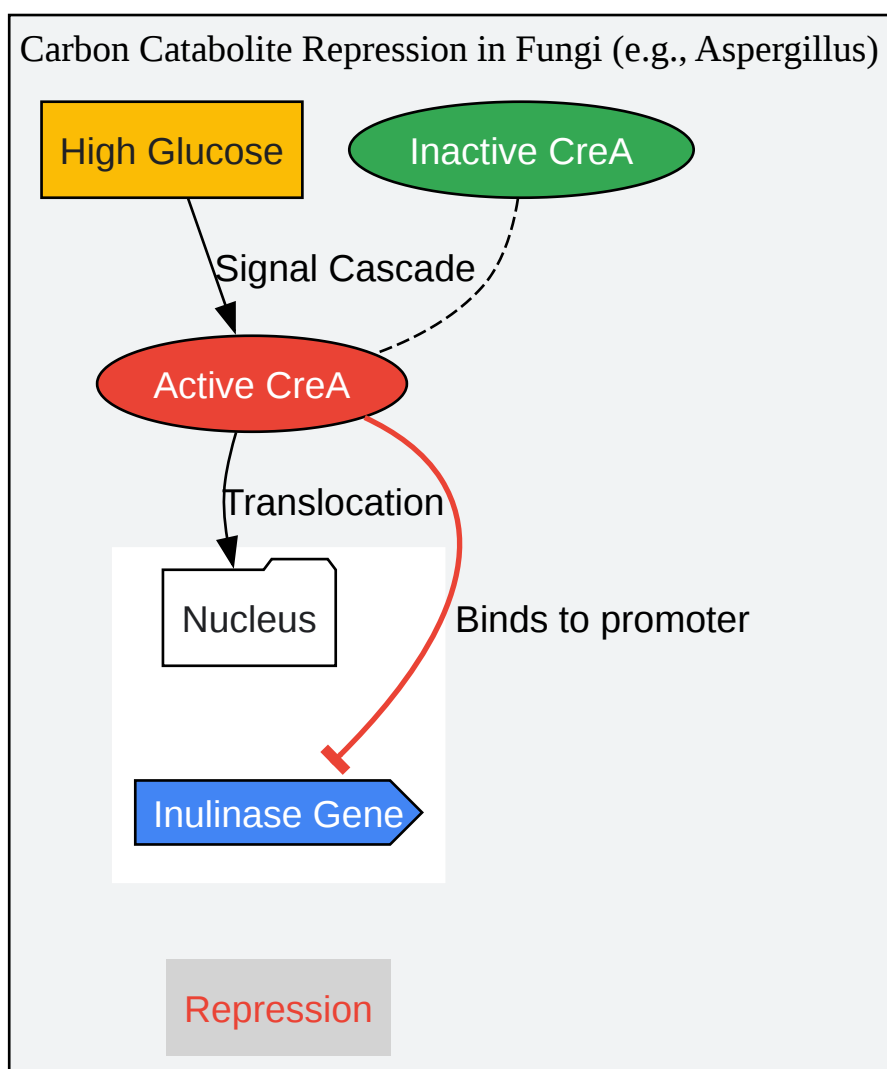 Carbon Catabolite Repression in Fungi (e.g., Aspergillus)
High Glucose
Inactive CreA
Signal Cascade
Active CreA
Translocation
Nucleus
Binds to promoter
Inulinase Gene
Repression